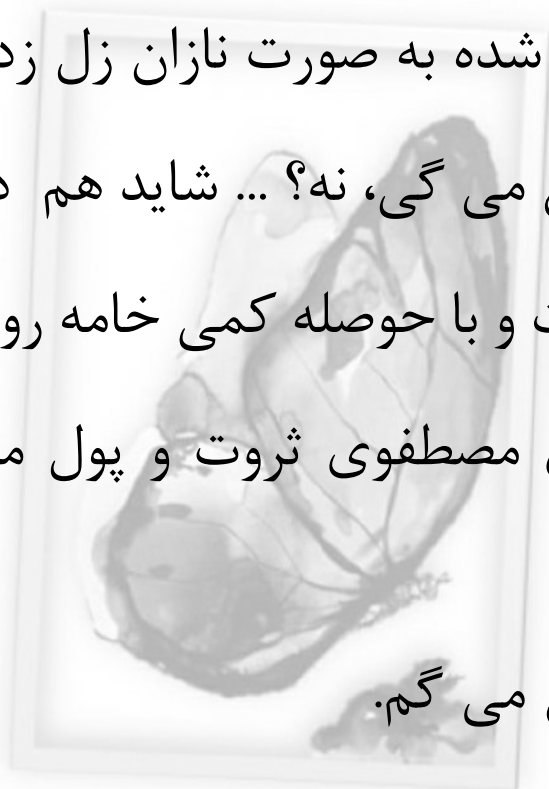 شده به صورت نازان زل زد
می گی، نه؟ ... شاید هم
و با حوصله کمی خامه رو
مصطفوی ثروت و پول
می گم.